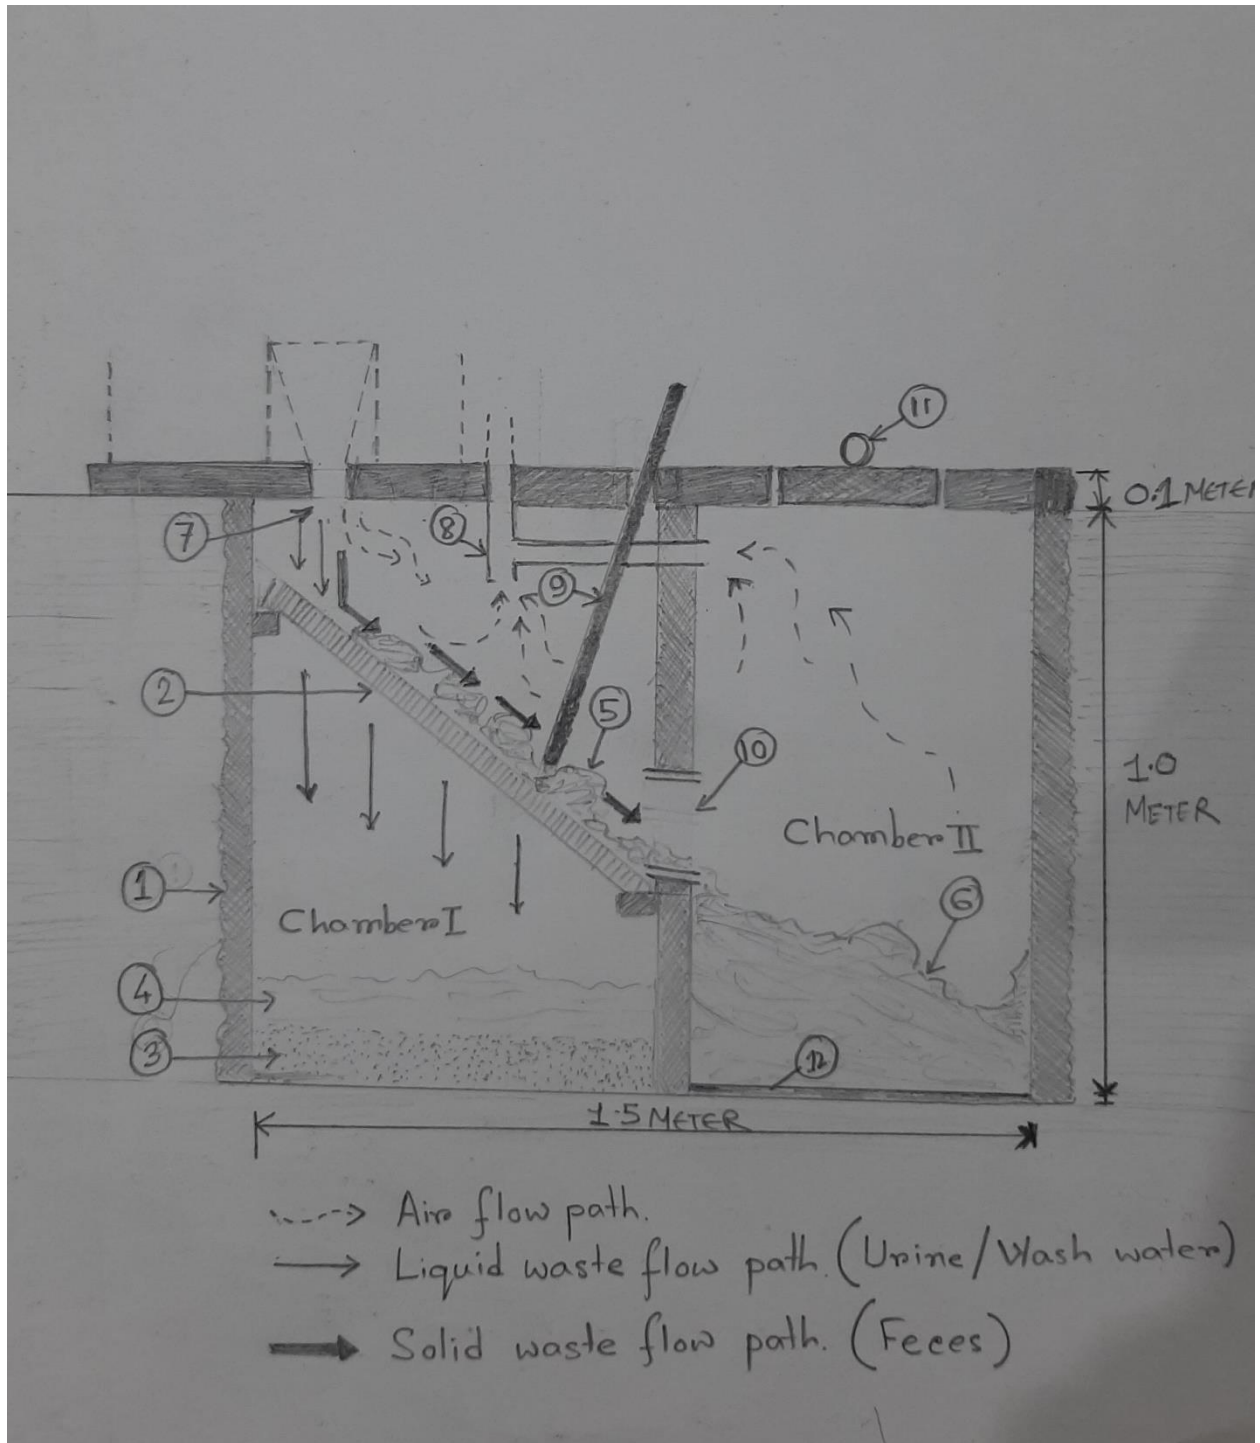 11
0.1 METER
7
8
9
2
5
10
1.0
METER
Chamber II
1
6
Chamber I
4
3
12
1.5 METER
Air flow path.
Liquid waste flow path. (Urine/Wash water)
Solid waste flow path. (Feces)